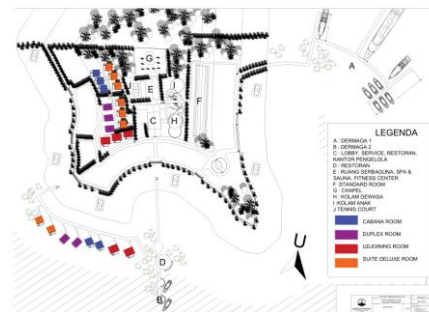 G
A
E
I
F
C
H
LEGENDA
A : DERMAGA 1
B : DERMAGA 2
C : LOBBY, SERVICE, RESTORAN,
KANTOR PENGELOLA
D : RESTORAN
E : RUANG SERBAGUNA, SPA &
SAUNA, FITNESS CENTER
F : STANDARD ROOM
G : CHAPEL
H : KOLAM DEWASA
I : KOLAM ANAK
J TENNIS COURT
CABANA ROOM
DUPLEX ROOM
UDJOINING ROOM
SUITE DELUXE ROOM
U
D
B